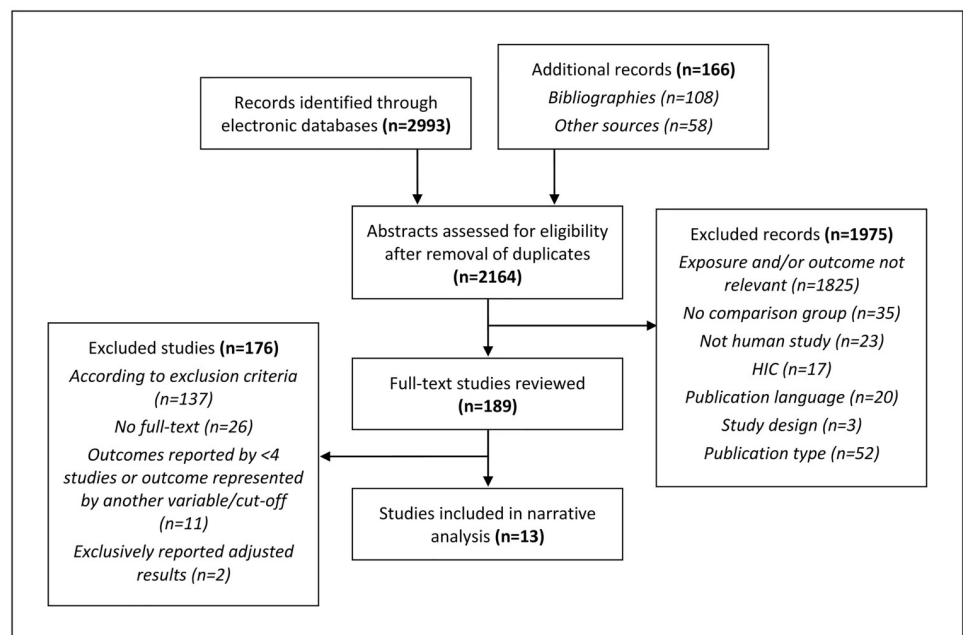 Records identified through
electronic databases (n=2993)
Additional records (n=166)
Bibliographies (n=108)
Other sources (n=58)
Abstracts assessed for eligibility
after removal of duplicates
(n=2164)
Excluded records (n=1975)
Exposure and/or outcome not
relevant (n=1825)
No comparison group (n=35)
Not human study (n=23)
HIC (n=17)
Publication language (n=20)
Study design (n=3)
Publication type (n=52)
Full-text studies reviewed
(n=189)
Excluded studies (n=176)
According to exclusion criteria
(n=137)
No full-text (n=26)
Outcomes reported by <4
studies or outcome represented
by another variable/cut-off
(n=11)
Exclusively reported adjusted
results (n=2)
Studies included in narrative
analysis (n=13)